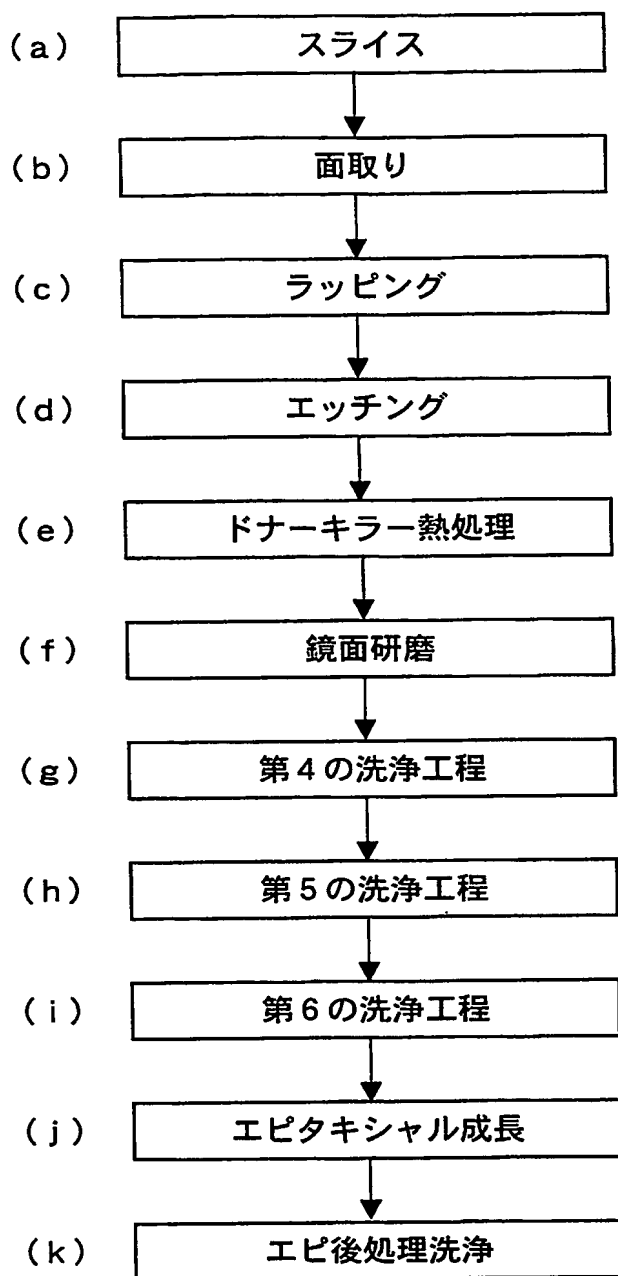 (a) スライス
(b) 面取り
(c) ラッピング
(d) エッチング
(e) ドナーキラー熱処理
(f) 鏡面研磨
(g) 第4の洗浄工程
(h) 第5の洗浄工程
(i) 第6の洗浄工程
(j) エピタキシャル成長
(k) エピ後処理洗浄